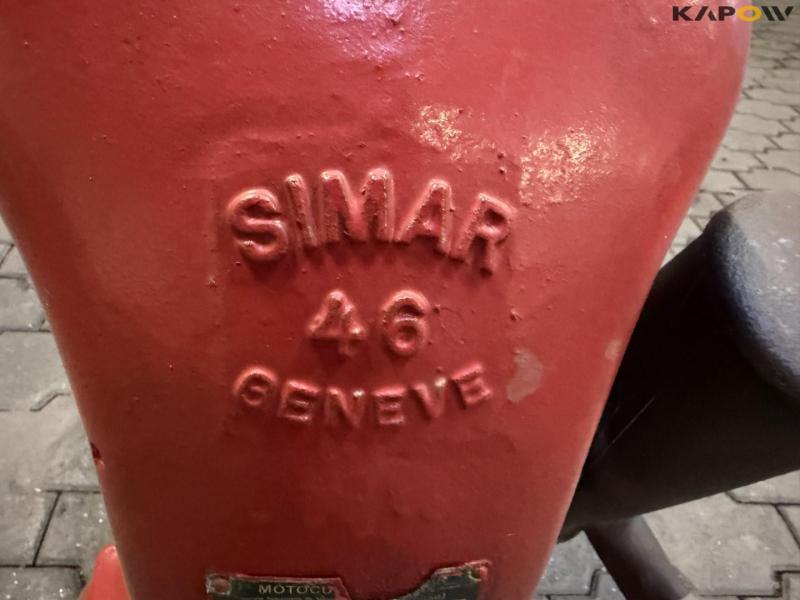 KAPOW
SIMAR
46
GENEVE
MOTOCU